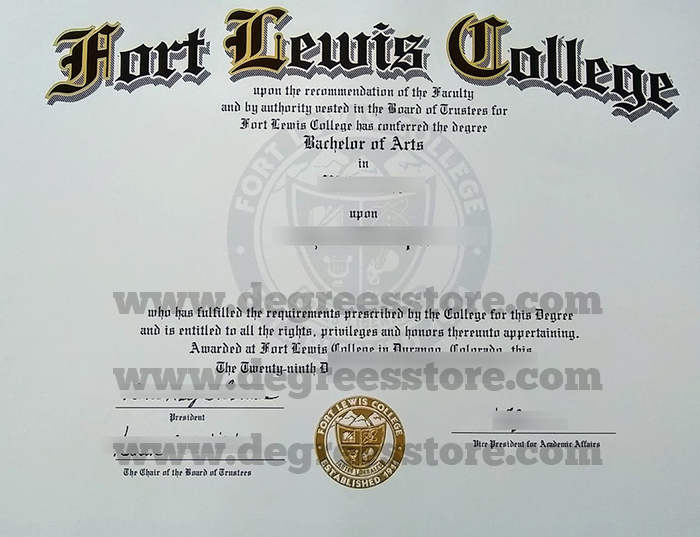 Fort Lewis College
upon the recommendation of the Faculty
and by authority vested in the Board of Trustees for
Fort Lewis College has conferred the degree
Bachelor of Arts
in
upon
FORT LEWIS COLLEGE
www.degreesstore.com
who has fulfilled the requirements prescribed by the College for this Degree
and is entitled to all the rights, privileges and honors thereunto appertaining.
Awarded at Fort Lewis College in Durango, Colorado, this
The Twenty-ninth D
www.degreesstore.com
President
FORT LEWIS COLLEGE
ESTABLISHED 1911
Vice President for Academic Affairs
www.degreesstore.com
The Chair of the Board of Trustees